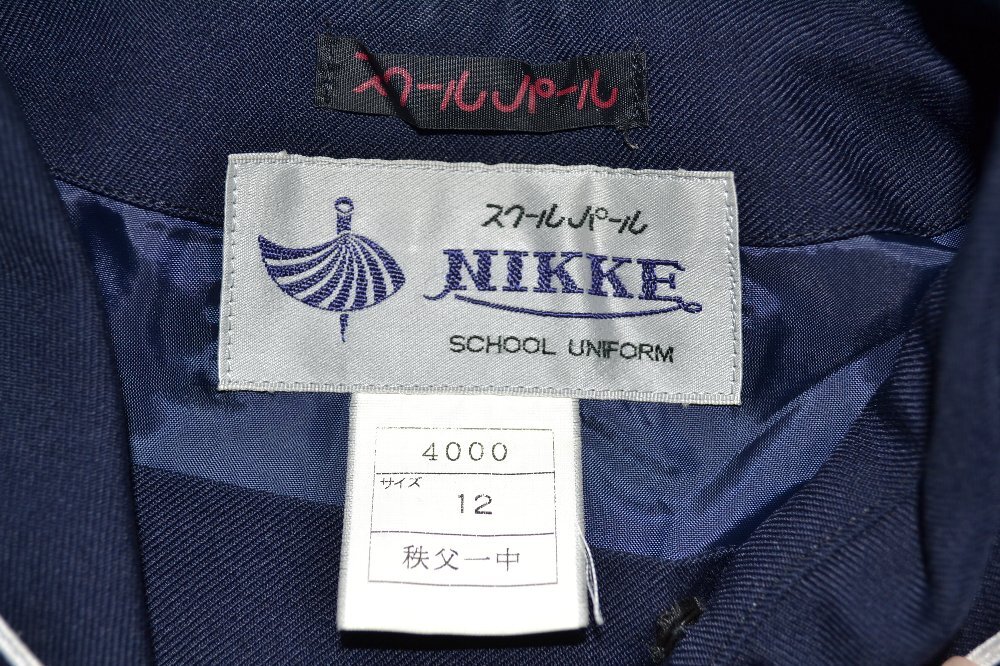 スクールパール
スクールパール
NIKKE
SCHOOL UNIFORM
4000
サイズ
12
秩父一中